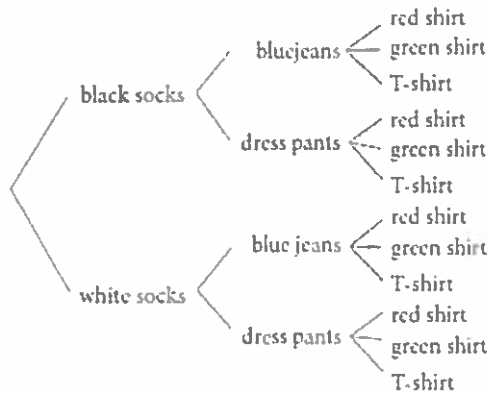 red shirt
bluejeans
green shirt
T-shirt
black socks
red shirt
dress pants
green shirt
T-shirt
red shirt
blue jeans
green shirt
T-shirt
white socks
red shirt
dress pants
green shirt
T-shirt